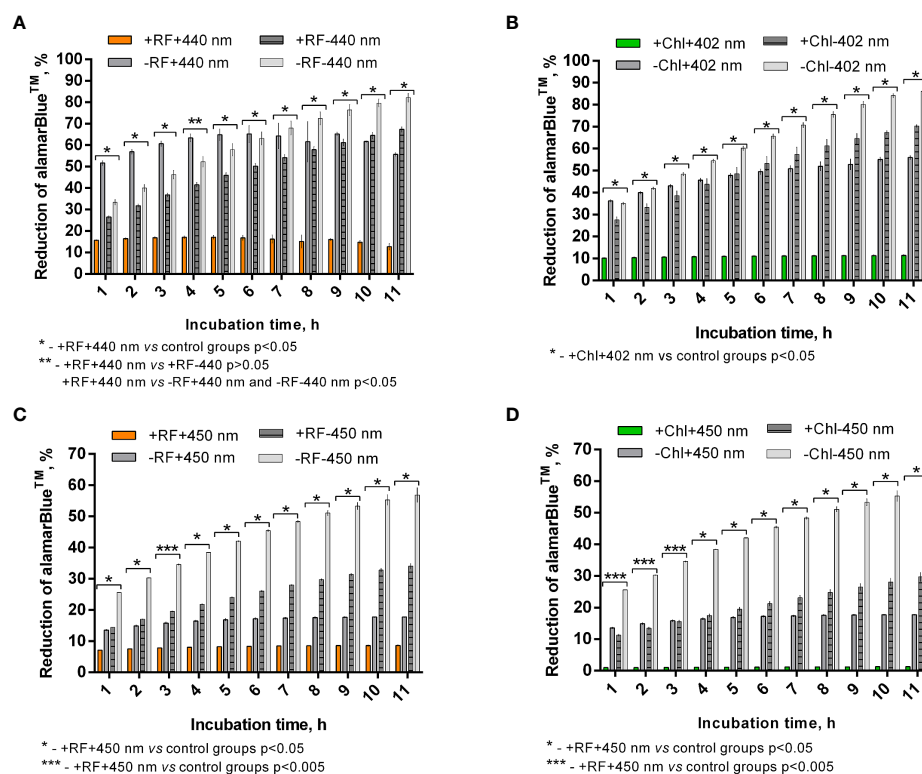 A
+RF+440 nm
+RF-440 nm
-RF+440 nm
-RF-440 nm
Reduction of alamarBlue™, %
100
90
80
70
60
50
40
30
20
10
0
* * * ** * * * * * * *
1 2 3 4 5 6 7 8 9 10 11
Incubation time, h
* - +RF+440 nm vs control groups p<0.05
** - +RF+440 nm vs +RF-440 p>0.05
+RF+440 nm vs -RF+440 nm and -RF-440 nm p<0.05
B
+Chl+402 nm
+Chl-402 nm
-Chl+402 nm
-Chl-402 nm
Reduction of alamarBlue™, %
100
90
80
70
60
50
40
30
20
10
0
* * * * * * * * * * *
1 2 3 4 5 6 7 8 9 10 11
Incubation time, h
* - +Chl+402 nm vs control groups p<0.05
C
+RF+450 nm
+RF-450 nm
-RF+450 nm
-RF-450 nm
Reduction of alamarBlue™, %
70
60
50
40
30
20
10
0
* * *** * * * * * * * *
1 2 3 4 5 6 7 8 9 10 11
Incubation time, h
* - +RF+450 nm vs control groups p<0.05
*** - +RF+450 nm vs control groups p<0.005
D
+Chl+450 nm
+Chl-450 nm
-Chl+450 nm
-Chl-450 nm
Reduction of alamarBlue™, %
70
60
50
40
30
20
10
0
*** *** *** * * * * * * * *
1 2 3 4 5 6 7 8 9 10 11
Incubation time, h
* - +RF+450 nm vs control groups p<0.05
*** - +RF+450 nm vs control groups p<0.005